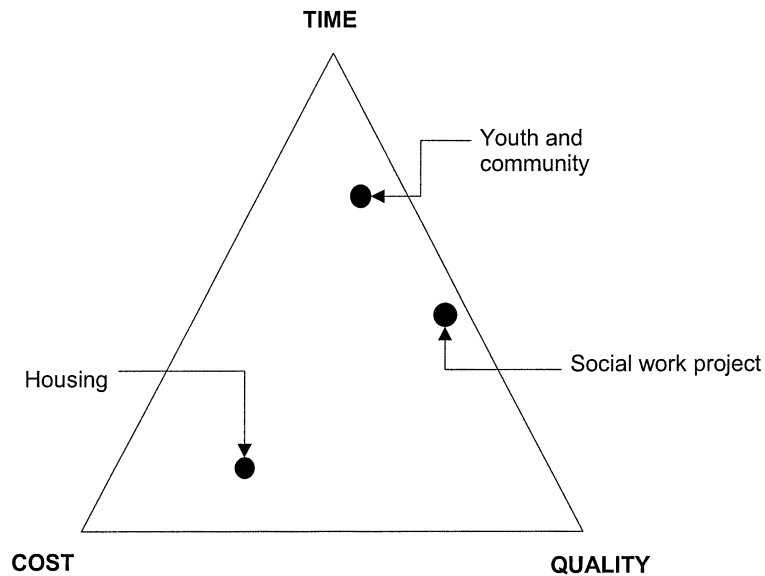 TIME
Youth and
community
Social work project
Housing
COST
QUALITY